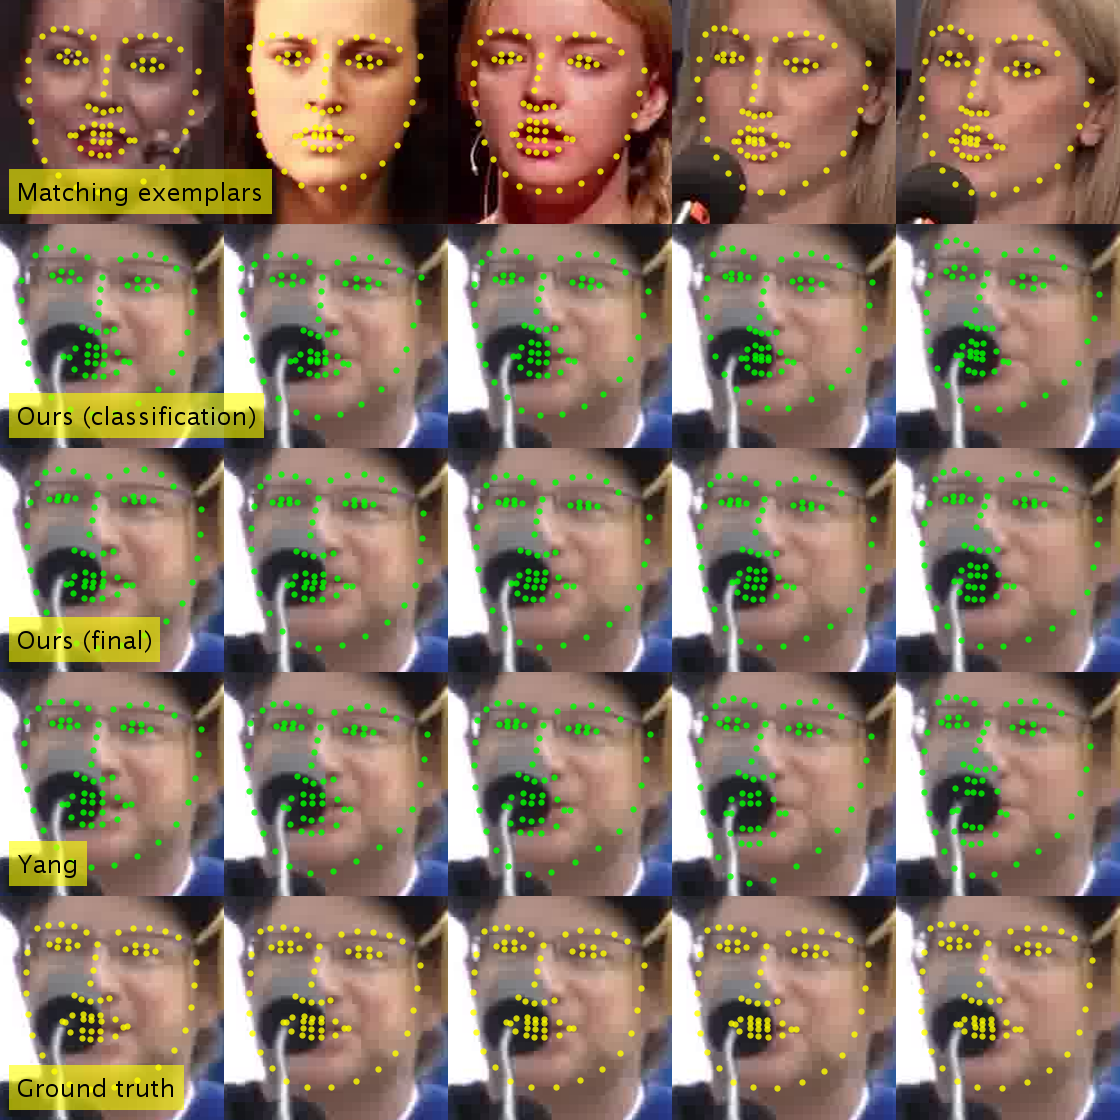 Matching exemplars
Ours (classification)
Ours (final)
Yang
Ground truth